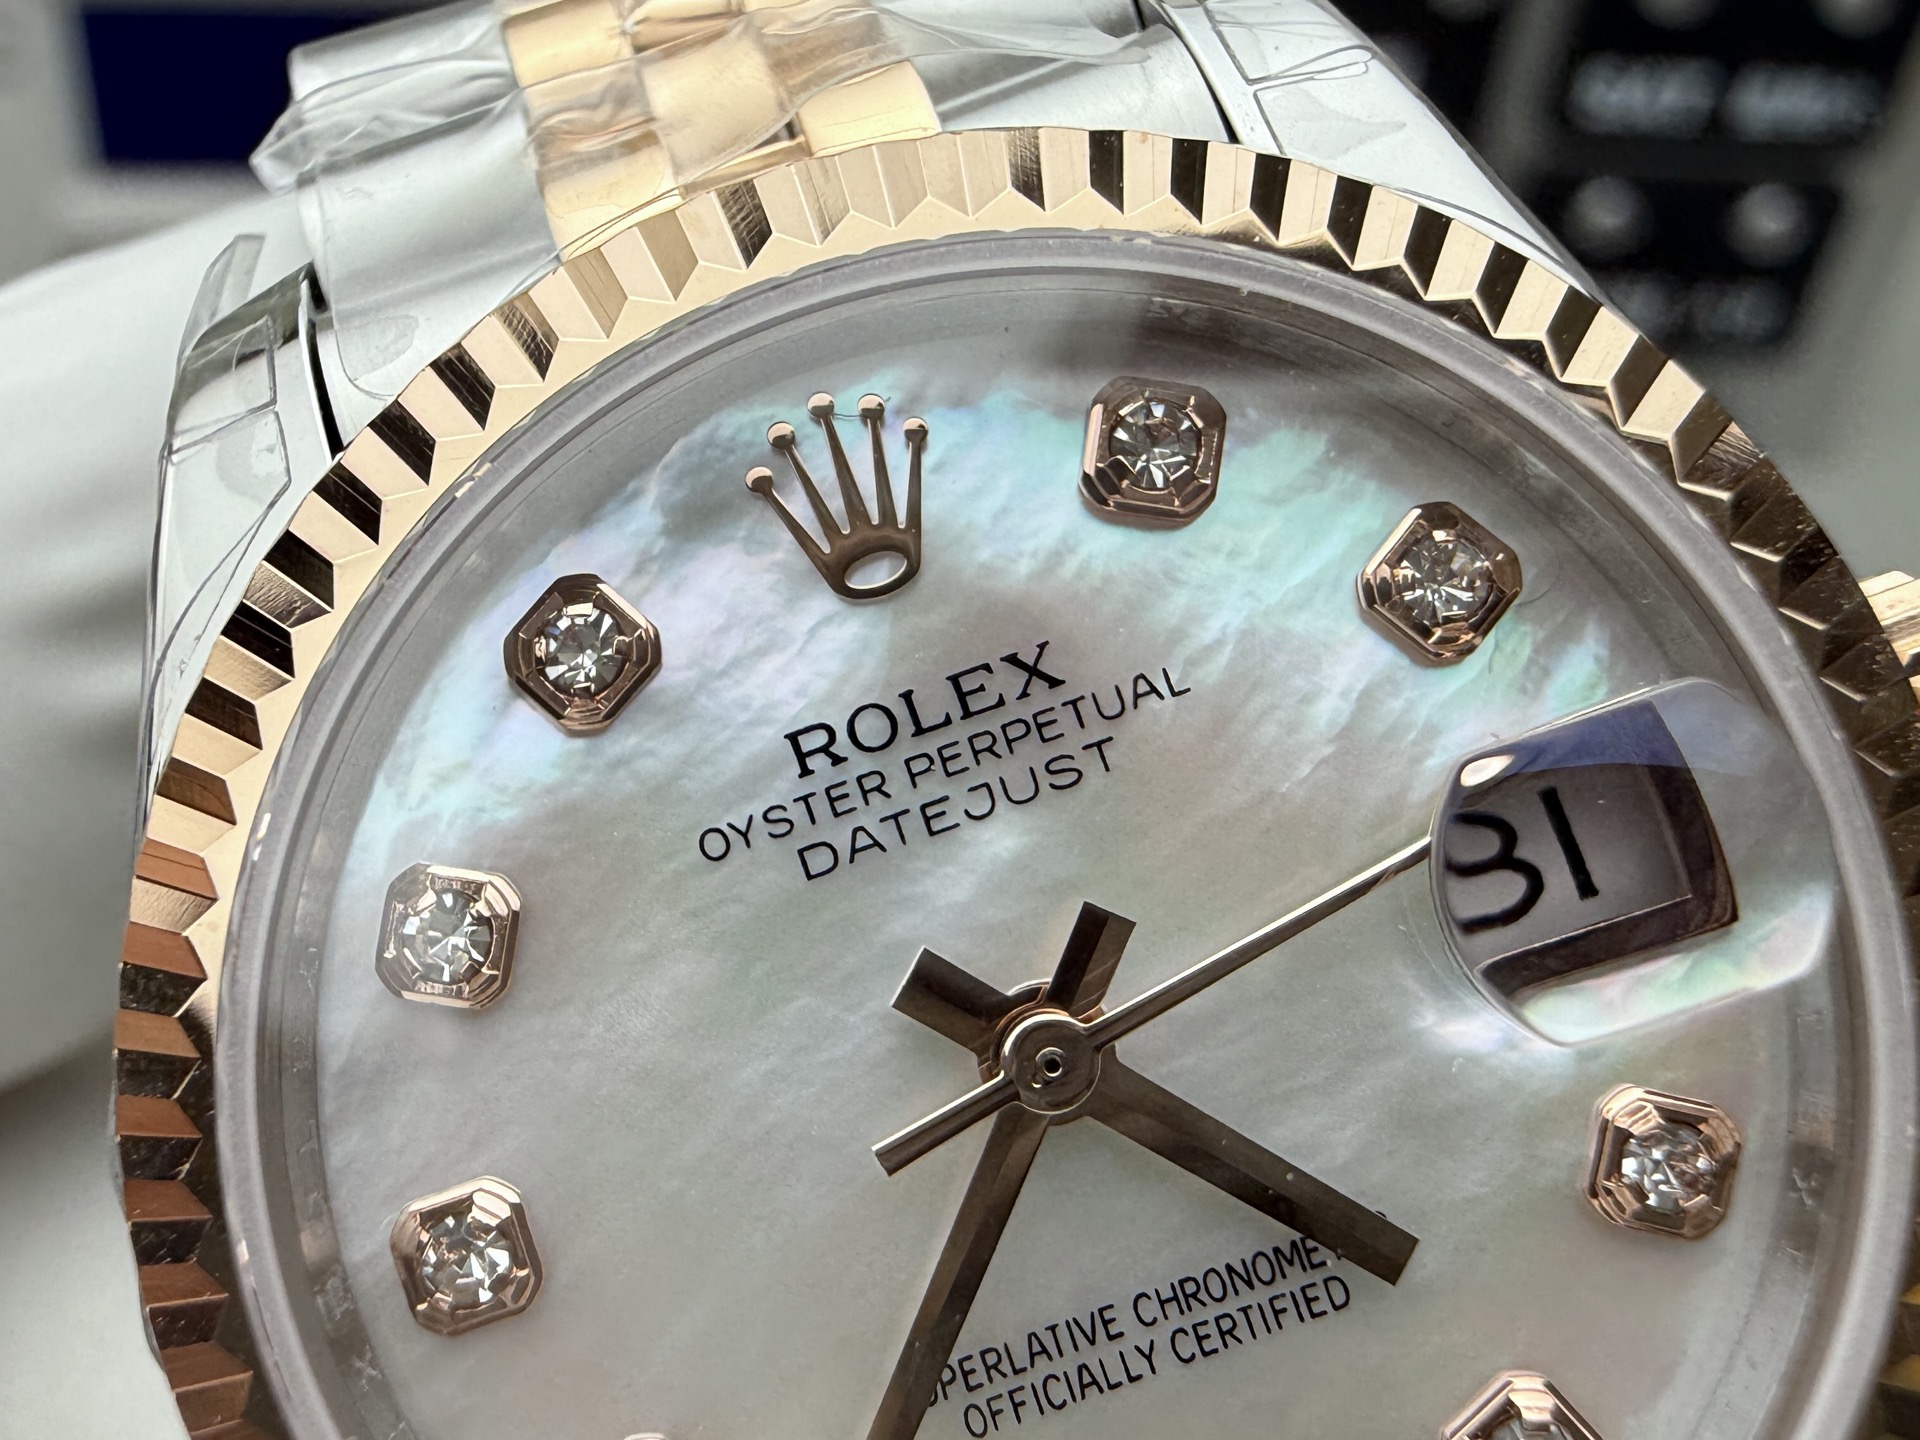 ROLEX
OYSTER PERPETUAL
DATEJUST
31
OFFICIALLY CERTIFIED